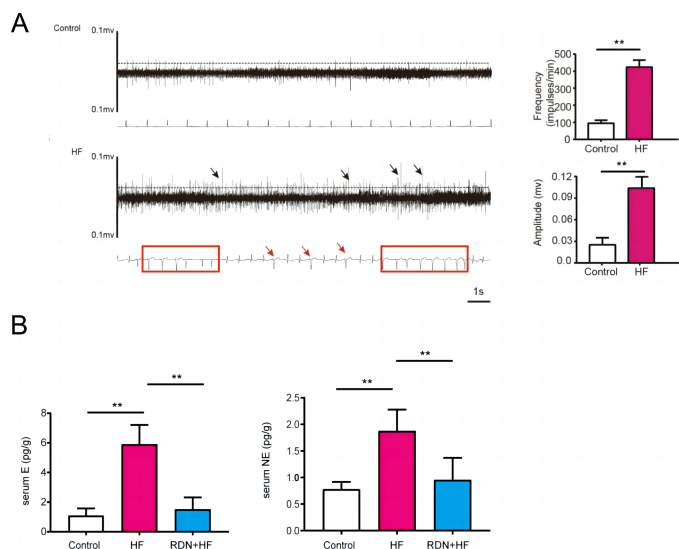 A
Control
0.1mv
0.1mv
HF
0.1mv
0.1mv
1s
Frequency
(impulses/min)
500
400
300
200
100
0
**
Control
HF
Amplitude (mv)
0.12
0.09
0.06
0.03
0.00
**
Control
HF
B
serum E (pg/g)
8
6
4
2
0
**
**
Control
HF
RDN+HF
serum NE (pg/g)
2.5
2.0
1.5
1.0
0.5
0.0
**
**
Control
HF
RDN+HF